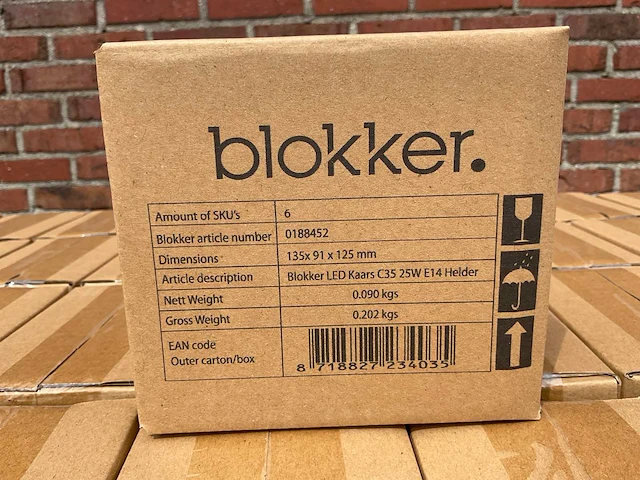 blokker.
Amount of SKU's 6
Blokker article number 0188452
Dimensions 135x 91 x 125 mm
Article description Blokker LED Kaars C35 25W E14 Helder
Nett Weight 0.090 kgs
Gross Weight 0.202 kgs
EAN code
Outer carton/box
8 718827 234035